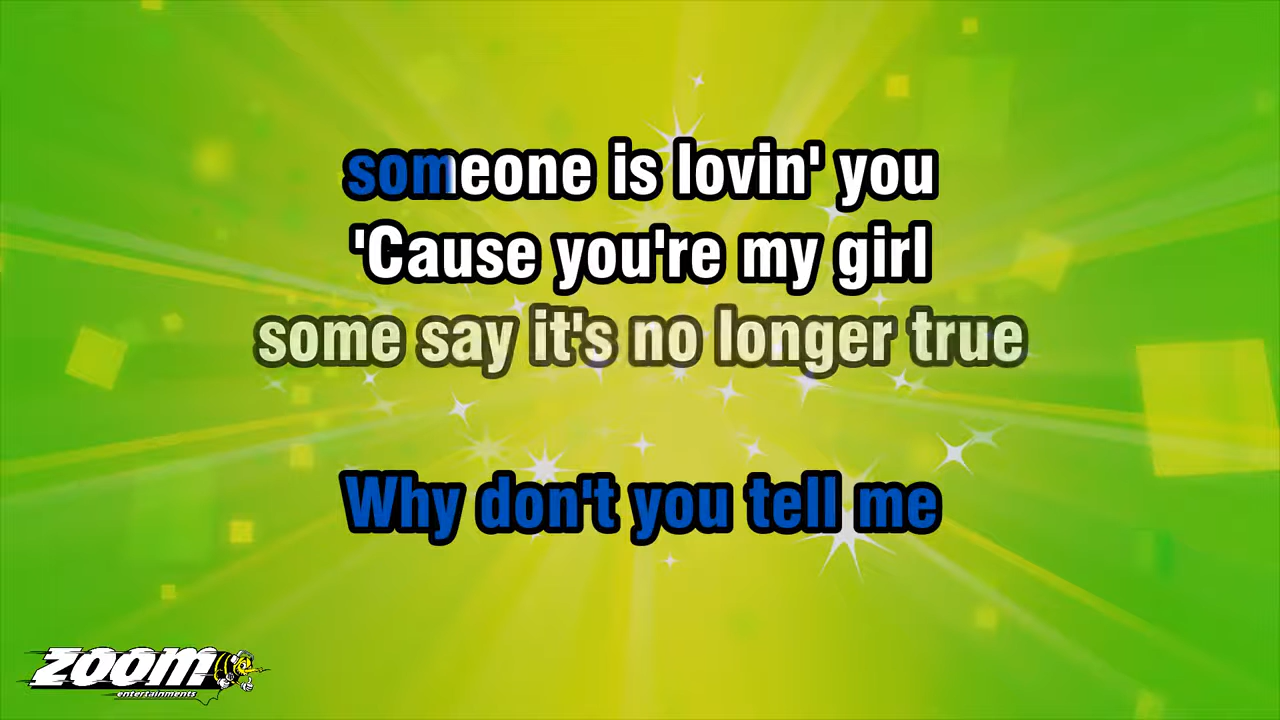 someone is lovin' you
'Cause you're my girl
some say it's no longer true
Why don't you tell me
ZOOM
entertainments